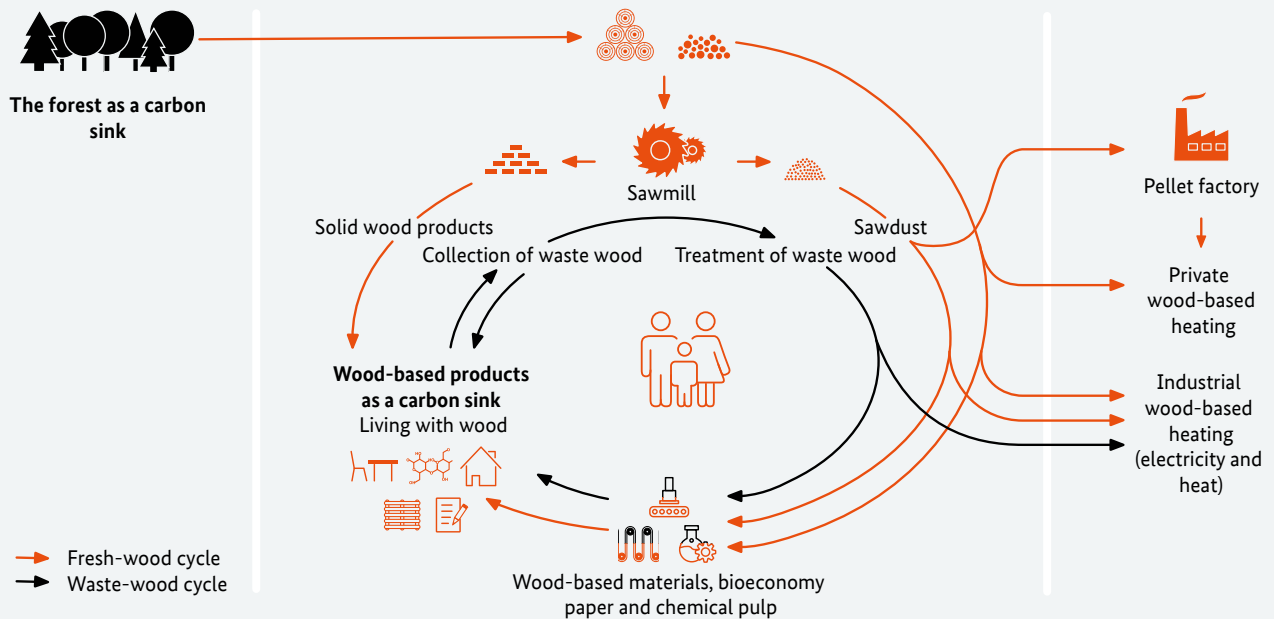 The forest as a carbon
sink
Sawmill
Solid wood products
Sawdust
Collection of waste wood
Treatment of waste wood
Wood-based products
as a carbon sink
Living with wood
Wood-based materials, bioeconomy
paper and chemical pulp
Pellet factory
Private
wood-based
heating
Industrial
wood-based
heating
(electricity and
heat)
Fresh-wood cycle
Waste-wood cycle